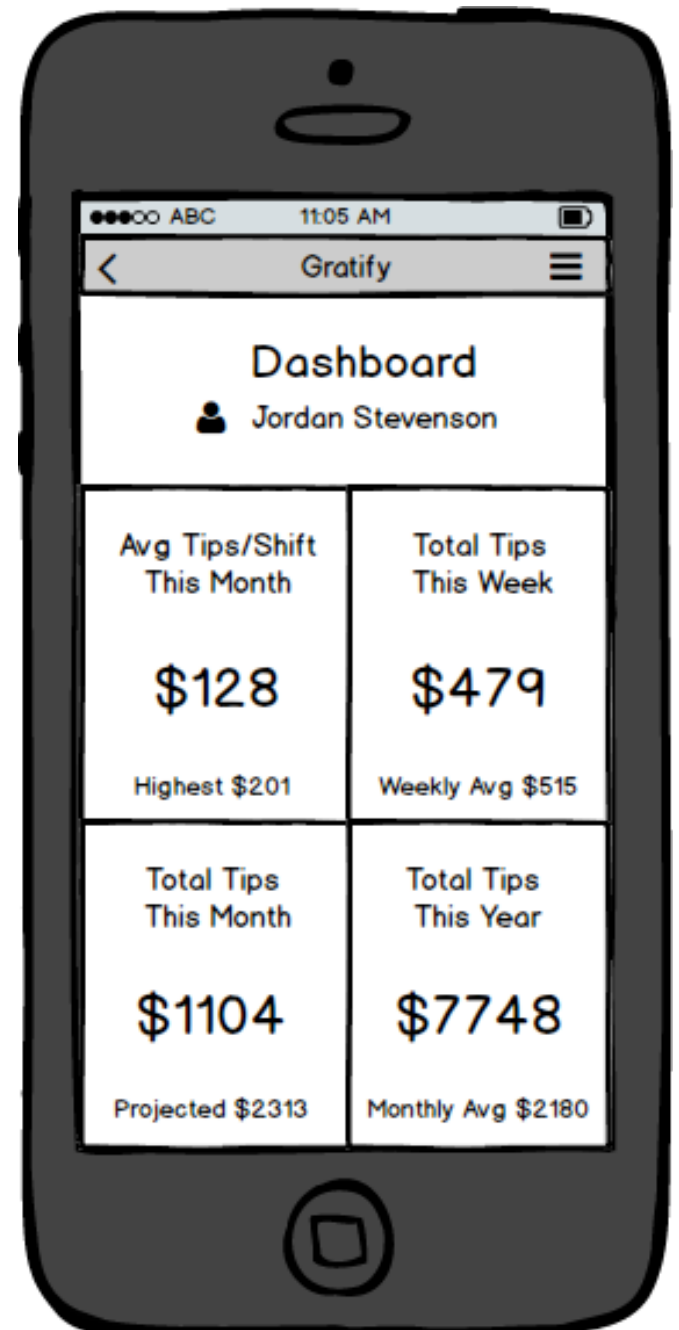 ABC 11:05 AM
Gratify
Dashboard
Jordan Stevenson
Avg Tips/Shift
This Month
$128
Highest $201
Total Tips
This Week
$479
Weekly Avg $515
Total Tips
This Month
$1104
Projected $2313
Total Tips
This Year
$7748
Monthly Avg $2180